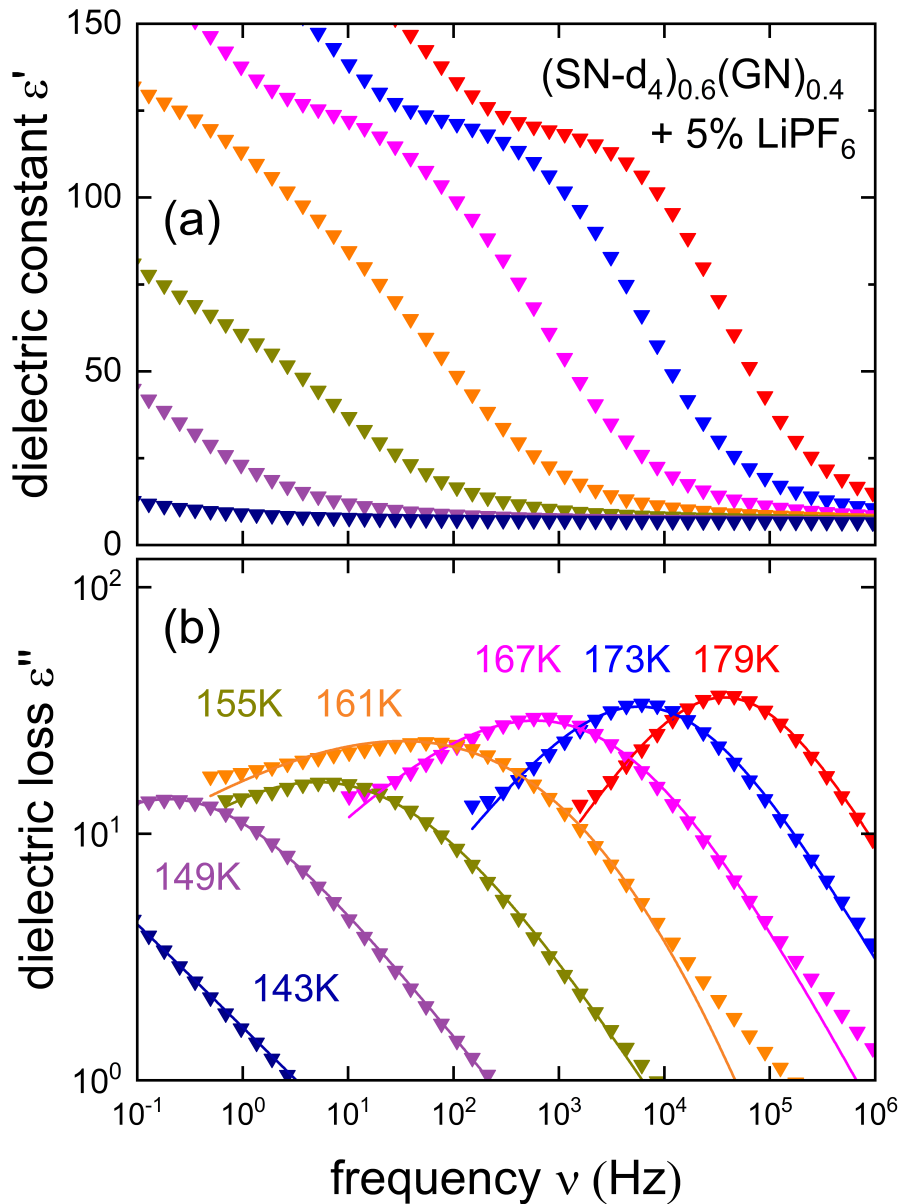 150
100
50
0
dielectric constant ε'
(SN-d₄)₀.₆(GN)₀.₄
+ 5% LiPF₆
(a)
10²
10¹
10⁰
dielectric loss ε"
(b)
167K 173K 179K
155K 161K
149K
143K
10⁻¹ 10⁰ 10¹ 10² 10³ 10⁴ 10⁵ 10⁶
frequency ν (Hz)